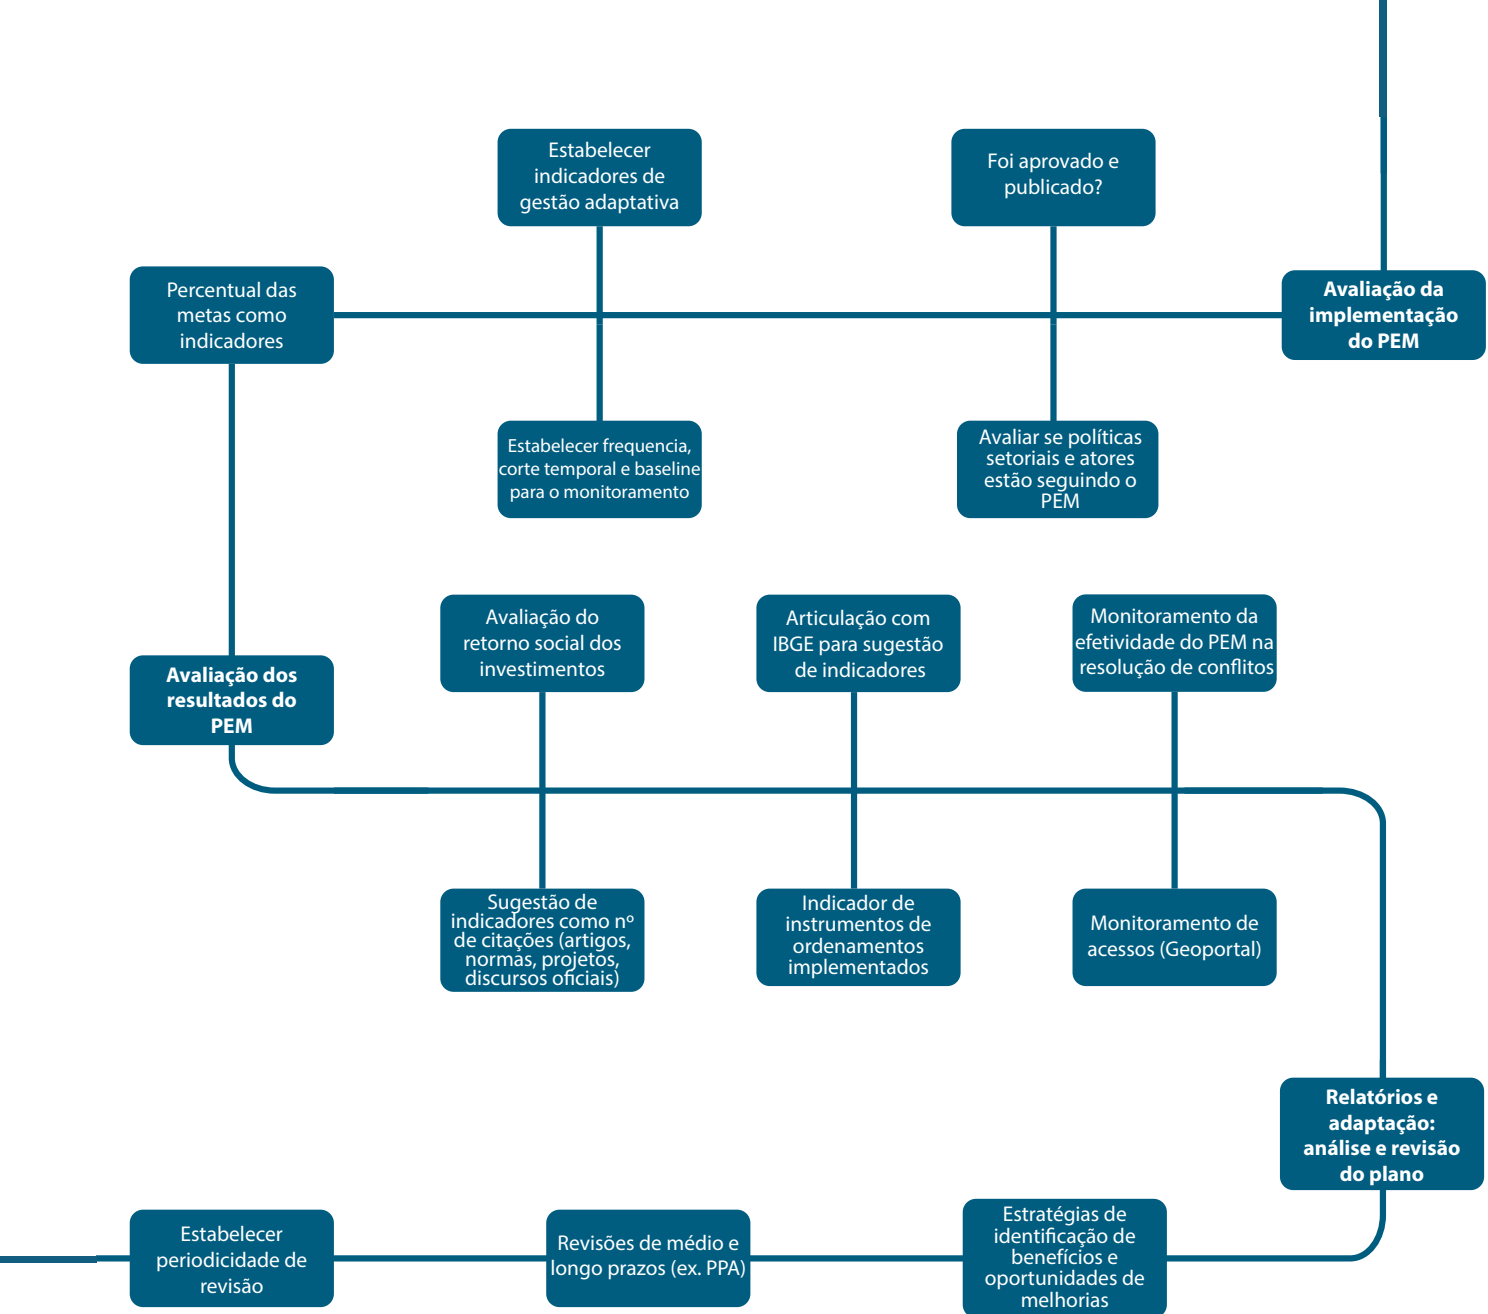 Estabelecer
indicadores de
gestão adaptativa
Foi aprovado e
publicado?
Percentual das
metas como
indicadores
Avaliação da
implementação
do PEM
Estabelecer frequencia,
corte temporal e baseline
para o monitoramento
Avaliar se políticas
setoriais e atores
estão seguindo o
PEM
Avaliação do
retorno social dos
investimentos
Articulação com
IBGE para sugestão
de indicadores
Monitoramento da
efetividade do PEM na
resolução de conflitos
Avaliação dos
resultados do
PEM
Sugestão de
indicadores como nº
de citações (artigos,
normas, projetos,
discursos oficiais)
Indicador de
instrumentos de
ordenamentos
implementados
Monitoramento de
acessos (Geoportal)
Relatórios e
adaptação:
análise e revisão
do plano
Estabelecer
periodicidade de
revisão
Revisões de médio e
longo prazos (ex. PPA)
Estratégias de
identificação de
benefícios e
oportunidades de
melhorias